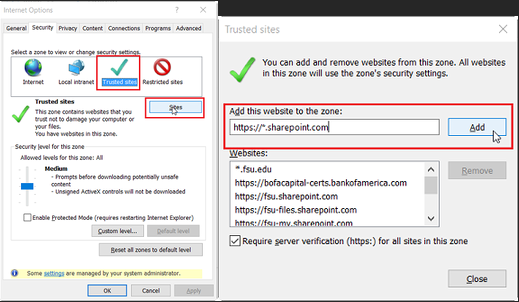 Internet Options
Security Privacy Content Connections Programs Advanced
Select a zone to view or change security settings.
Internet Local intranet Trusted sites Restricted sites
Trusted sites
Sites
This zone contains websites that you
trust not to damage your computer or
your files.
You have websites in this zone.
Security level for this zone
Allowed levels for this zone: All
Medium
- Prompts before downloading potentially unsafe
content
- Unsigned ActiveX controls will not be downloaded
Enable Protected Mode (requires restarting Internet Explorer)
Custom level... Default level
Reset all zones to default level
Some settings are managed by your system administrator.
OK Cancel Apply
Trusted sites
You can add and remove websites from this zone. All websites
in this zone will use the zone's security settings.
Add this website to the zone:
https://*.sharepoint.com Add
Websites:
*.fsu.edu Remove
https://bofacapital-certs.bankofamerica.com
https://fsu.sharepoint.com
https://fsu-files.sharepoint.com
https://fsu-my.sharepoint.com
Require server verification (https:) for all sites in this zone
Close